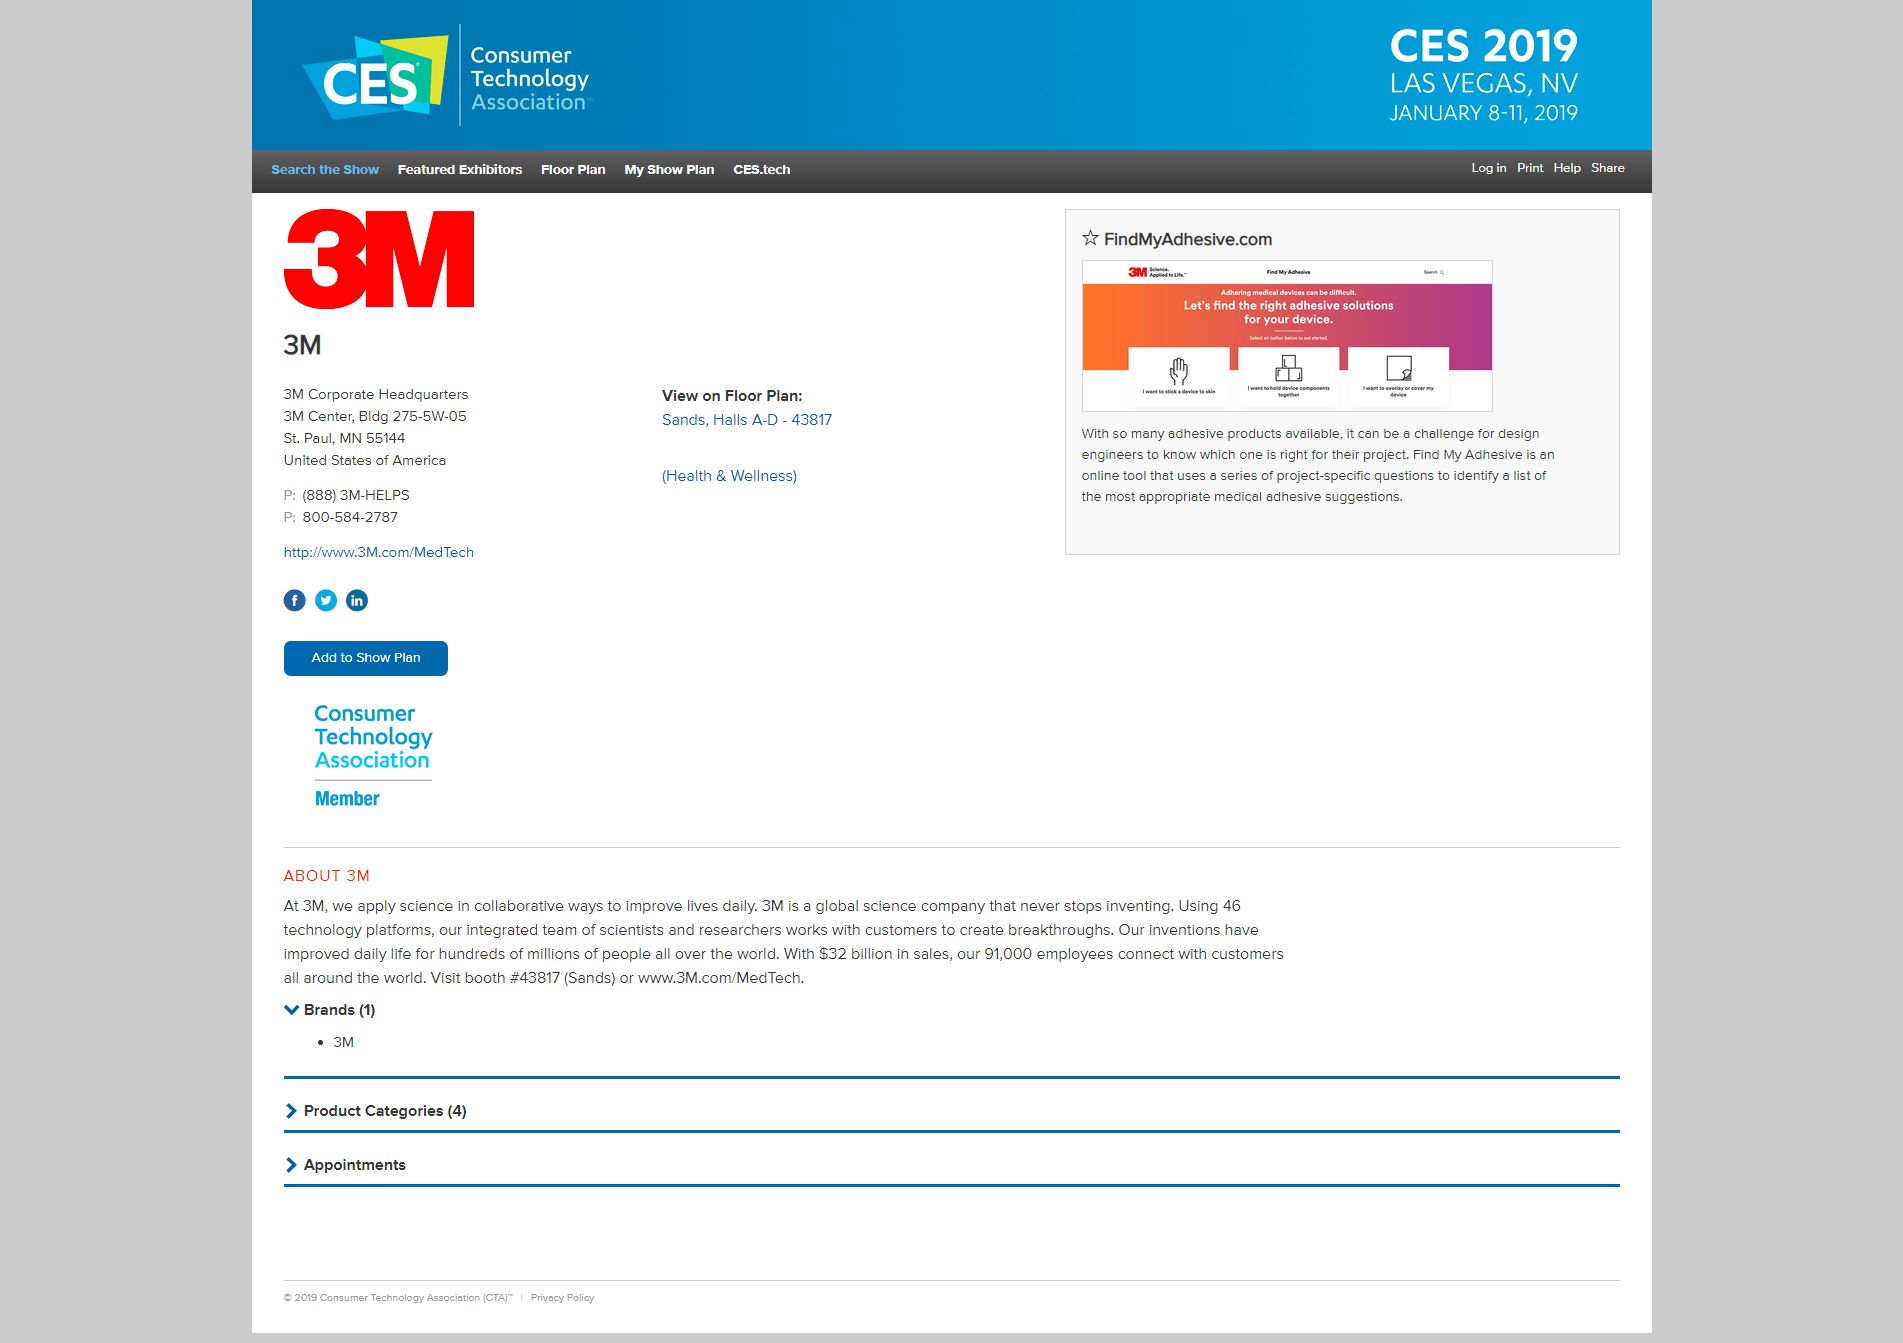 CES
Consumer
Technology
Association™
CES 2019
LAS VEGAS, NV
JANUARY 8-11, 2019
Search the Show Featured Exhibitors Floor Plan My Show Plan CES.tech
Log in Print Help Share
3M
3M
3M Corporate Headquarters
3M Center, Bldg 275-5W-05
St. Paul, MN 55144
United States of America
P: (888) 3M-HELPS
P: 800-584-2787
http://www.3M.com/MedTech
f in
Add to Show Plan
Consumer
Technology
Association
Member
View on Floor Plan:
Sands, Halls A-D - 43817
(Health & Wellness)
☆ FindMyAdhesive.com
3M Science.
Applied to Life.™
Find My Adhesive
Search
Adhering medical devices can be difficult.
Let's find the right adhesive solutions
for your device.
Select an option below to get started.
I want to stick a device to skin
I want to hold device components
together
I want to overlay or cover my
device
With so many adhesive products available, it can be a challenge for design
engineers to know which one is right for their project. Find My Adhesive is an
online tool that uses a series of project-specific questions to identify a list of
the most appropriate medical adhesive suggestions.
ABOUT 3M
At 3M, we apply science in collaborative ways to improve lives daily. 3M is a global science company that never stops inventing. Using 46
technology platforms, our integrated team of scientists and researchers works with customers to create breakthroughs. Our inventions have
improved daily life for hundreds of millions of people all over the world. With $32 billion in sales, our 91,000 employees connect with customers
all around the world. Visit booth #43817 (Sands) or www.3M.com/MedTech.
Brands (1)
• 3M
Product Categories (4)
Appointments
© 2019 Consumer Technology Association (CTA)™ | Privacy Policy